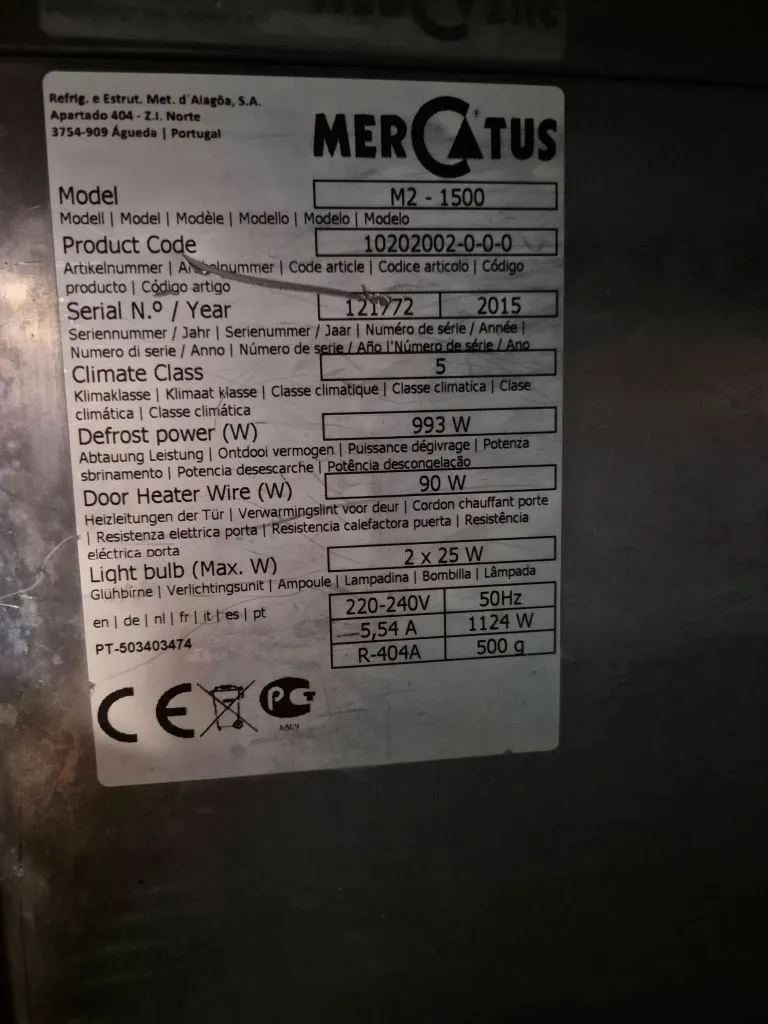 Refrig. e Estrut. Met. d'Alagôa, S.A.
Apartado 404 - Z.I. Norte
3754-909 Águeda | Portugal
MERCATUS
Model M2 - 1500
Modell | Model | Modèle | Modello | Modelo | Modelo
Product Code 10202002-0-0-0
Artikelnummer | Artikelnummer | Code article | Codice articolo | Código
producto | Código artigo
Serial N.º / Year 121772 2015
Seriennummer / Jahr | Serienummer / Jaar | Numéro de série / Année |
Numero di serie / Anno | Número de serie / Año l'Número de série / Ano
Climate Class 5
Klimaklasse | Klimaat klasse | Classe climatique | Classe climatica | Clase
climática | Classe climática
Defrost power (W) 993 W
Abtauung Leistung | Ontdooi vermogen | Puissance dégivrage | Potenza
sbrinamento | Potencia desescarche | Potência descongelação
Door Heater Wire (W) 90 W
Heizleitungen der Tür | Verwarmingslint voor deur | Cordon chauffant porte
| Resistenza elettrica porta | Resistencia calefactora puerta | Resistência
eléctrica porta
Light bulb (Max. W) 2 x 25 W
Glühbirne | Verlichtingsunit | Ampoule | Lampadina | Bombilla | Lâmpada
en | de | nl | fr | it | es | pt
220-240V 50Hz
5,54 A 1124 W
PT-503403474
R-404A 500 g
CE